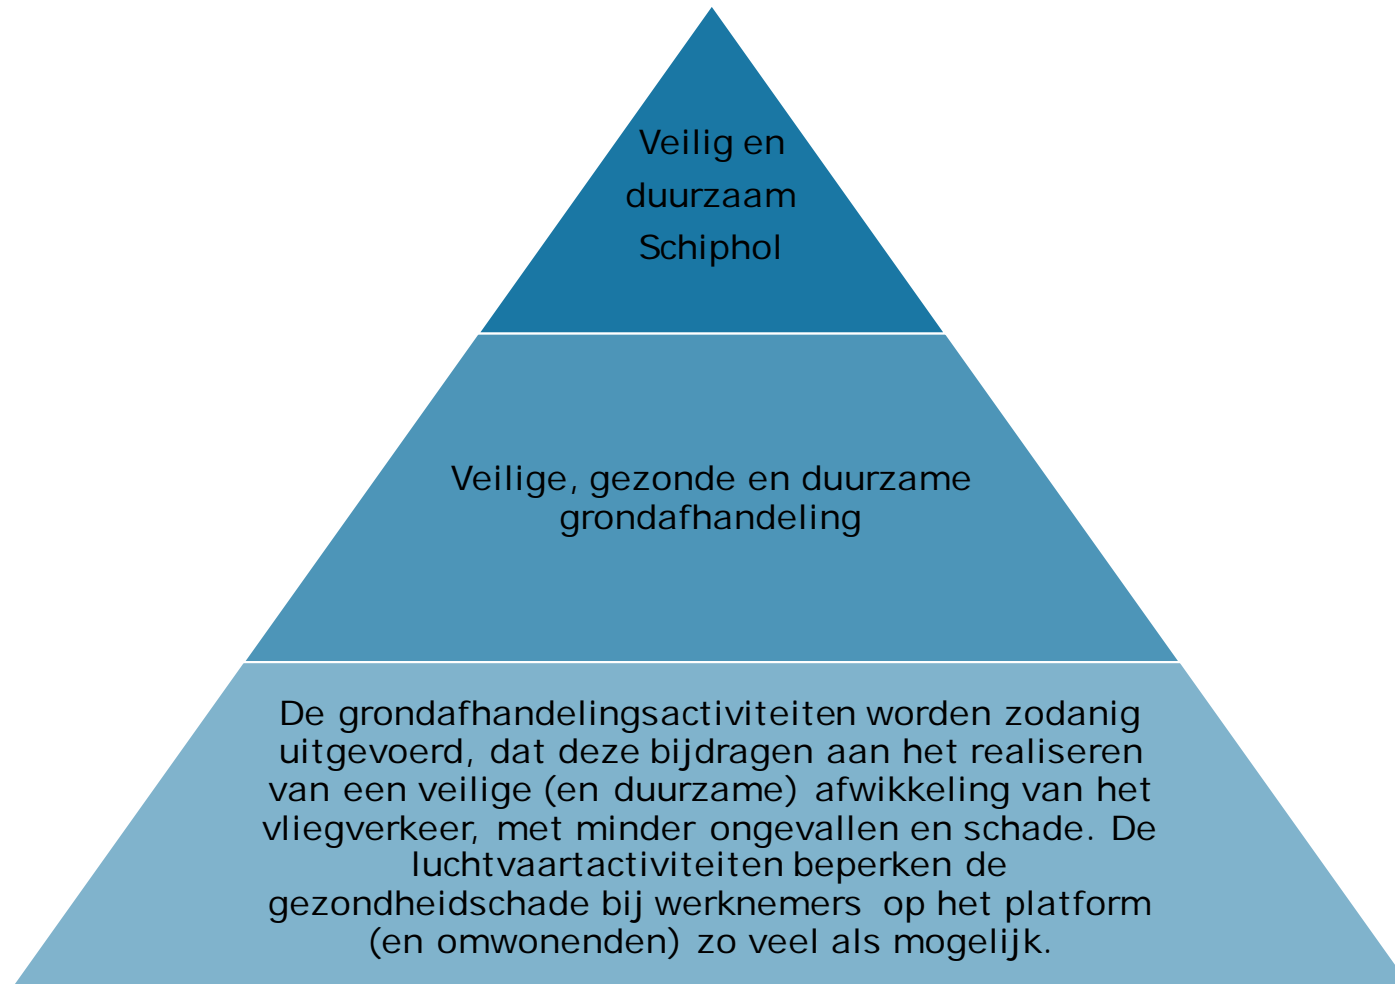 Veilig en
duurzaam
Schiphol
Veilige, gezonde en duurzame
grondafhandeling
De grondafhandelingsactiviteiten worden zodanig
uitgevoerd, dat deze bijdragen aan het realiseren
van een veilige (en duurzame) afwikkeling van het
vliegverkeer, met minder ongevallen en schade. De
luchtvaartactiviteiten beperken de
gezondheidschade bij werknemers op het platform
(en omwonenden) zo veel als mogelijk.